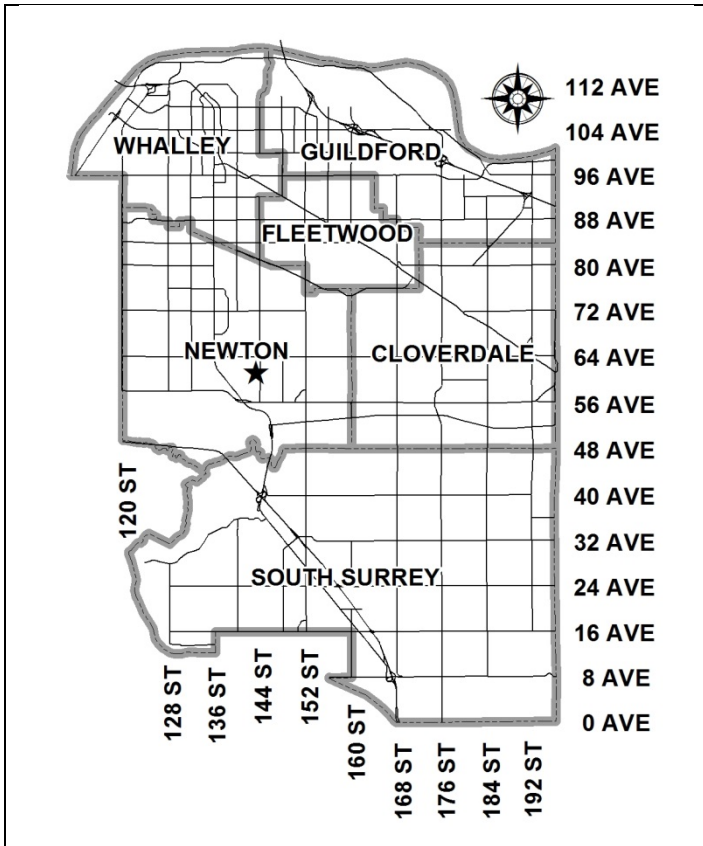 112 AVE
104 AVE
WHALLEY
GUILDFORD
96 AVE
88 AVE
FLEETWOOD
80 AVE
72 AVE
NEWTON
CLOVERDALE
64 AVE
56 AVE
48 AVE
120 ST
40 AVE
32 AVE
SOUTH SURREY
24 AVE
16 AVE
128 ST
136 ST
144 ST
152 ST
160 ST
8 AVE
0 AVE
168 ST
176 ST
184 ST
192 ST